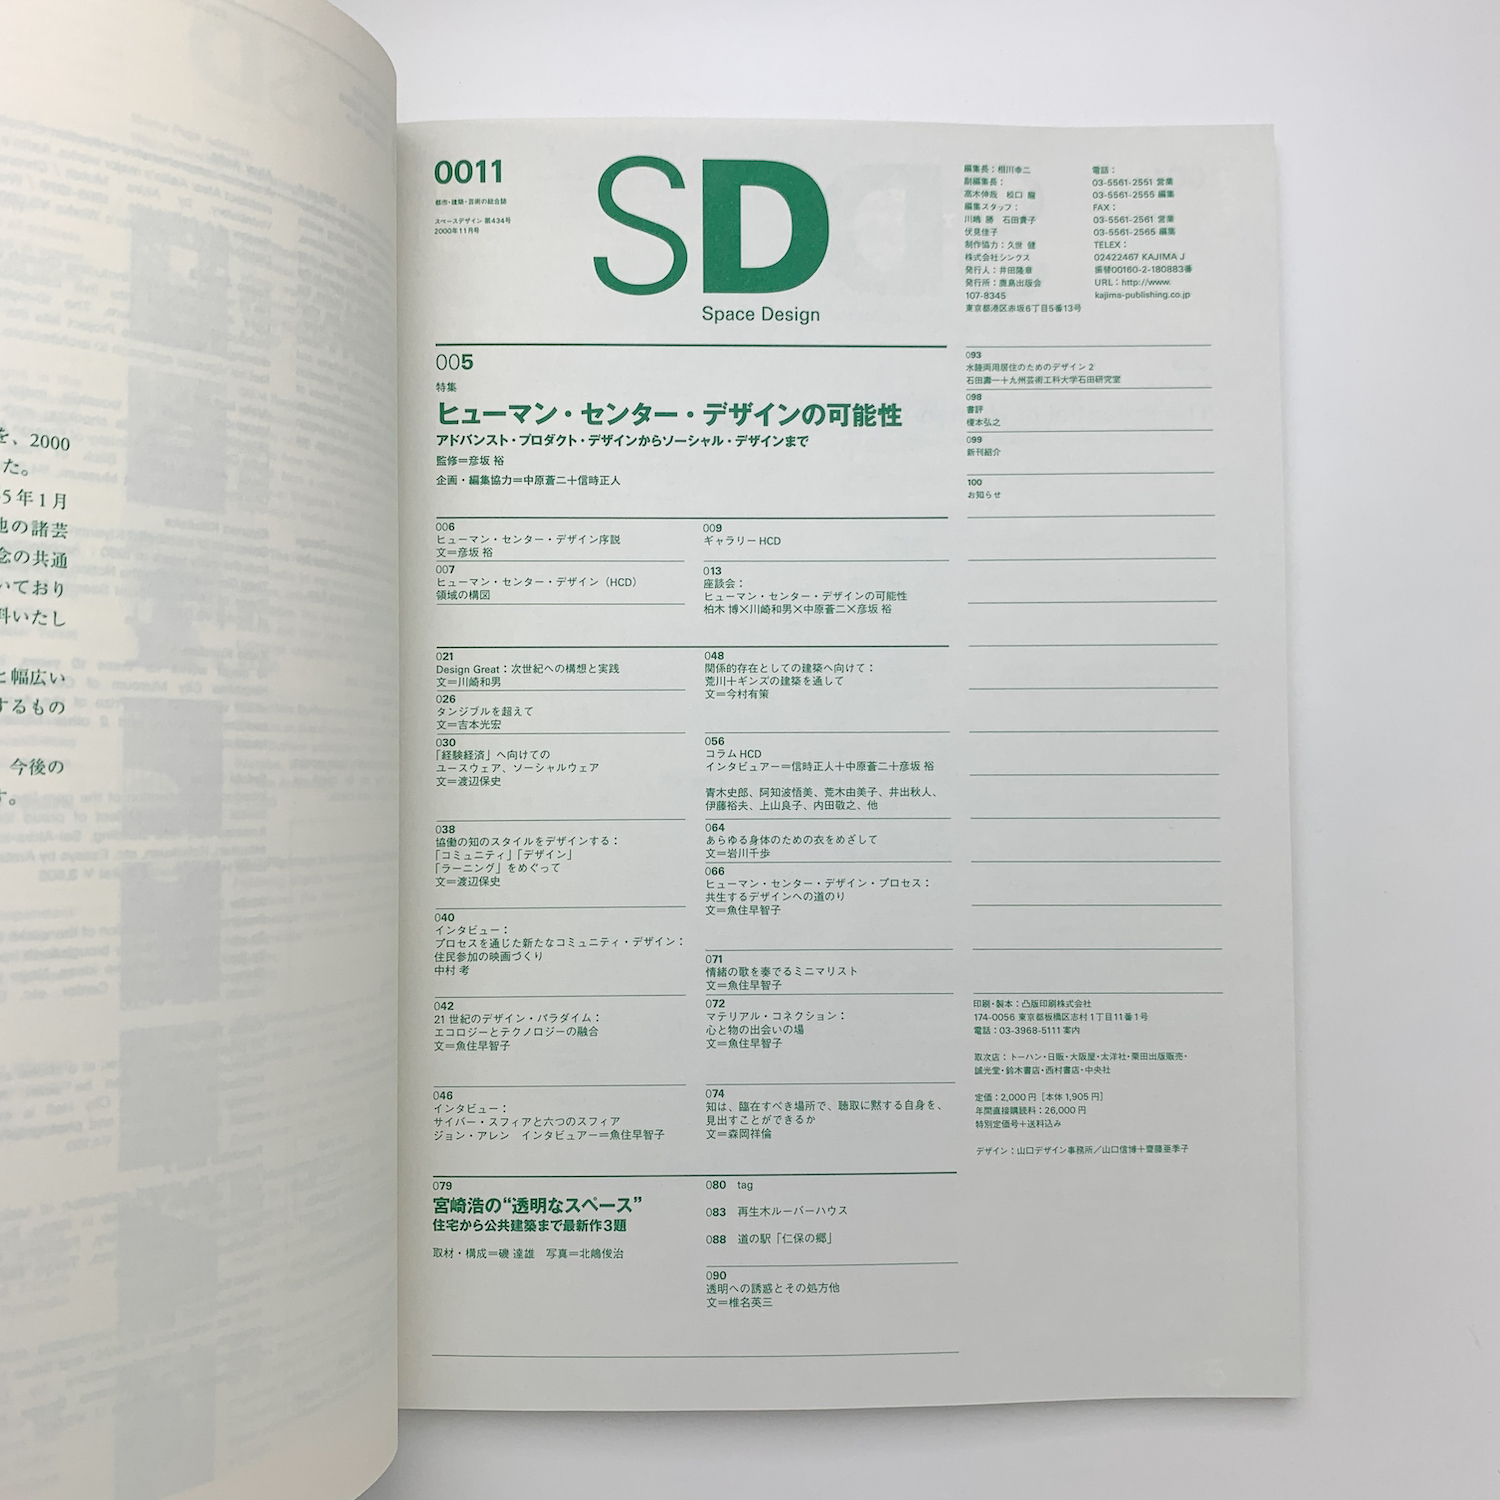 を、2000
た。
5年1月
他の諸芸
念の共通
いており
料いたし
と幅広い
するもの
今後の
す。
0011
都市・建築・芸術の総合誌
スペースデザイン 第434号
2000年11月号
SD
Space Design
編集長：相川幸二
副編集長：
高木伸哉 松口 龍
編集スタッフ：
川嶋 勝 石田貴子
伏見佳子
制作協力：久世 健
株式会社シンクス
発行人：井田隆章
発行所：鹿島出版会
107-8345
東京都港区赤坂6丁目5番13号
電話：
03-5561-2551 営業
03-5561-2555 編集
FAX：
03-5561-2561 営業
03-5561-2565 編集
TELEX：
02422467 KAJIMA J
振替00160-2-180883番
URL：http://www.
kajima-publishing.co.jp
005
特集
ヒューマン・センター・デザインの可能性
アドバンスト・プロダクト・デザインからソーシャル・デザインまで
監修＝彦坂 裕
企画・編集協力＝中原蒼二＋信時正人
006
ヒューマン・センター・デザイン序説
文＝彦坂 裕
007
ヒューマン・センター・デザイン（HCD）
領域の構図
009
ギャラリーHCD
013
座談会：
ヒューマン・センター・デザインの可能性
柏木 博×川崎和男×中原蒼二×彦坂 裕
021
Design Great：次世紀への構想と実践
文＝川崎和男
026
タンジブルを超えて
文＝吉本光宏
030
「経験経済」へ向けての
ユースウェア、ソーシャルウェア
文＝渡辺保史
038
協働の知のスタイルをデザインする：
「コミュニティ」「デザイン」
「ラーニング」をめぐって
文＝渡辺保史
040
インタビュー：
プロセスを通じた新たなコミュニティ・デザイン：
住民参加の映画づくり
中村 考
042
21世紀のデザイン・パラダイム：
エコロジーとテクノロジーの融合
文＝魚住早智子
046
インタビュー：
サイバー・スフィアと六つのスフィア
ジョン・アレン インタビュアー＝魚住早智子
048
関係的存在としての建築へ向けて：
荒川＋ギンズの建築を通して
文＝今村有策
056
コラムHCD
インタビュアー＝信時正人＋中原蒼二＋彦坂 裕
青木史郎、阿知波悟美、荒木由美子、井出秋人、
伊藤裕夫、上山良子、内田敬之、他
064
あらゆる身体のための衣をめざして
文＝岩川千歩
066
ヒューマン・センター・デザイン・プロセス：
共生するデザインへの道のり
文＝魚住早智子
071
情緒の歌を奏でるミニマリスト
文＝魚住早智子
072
マテリアル・コネクション：
心と物の出会いの場
文＝魚住早智子
074
知は、臨在すべき場所で、聴取に黙する自身を、
見出すことができるか
文＝森岡祥倫
079
宮崎浩の“透明なスペース”
住宅から公共建築まで最新作3題
取材・構成＝磯 達雄 写真＝北嶋俊治
080 tag
083 再生木ルーバーハウス
088 道の駅「仁保の郷」
090
透明への誘惑とその処方他
文＝椎名英三
093
水陸両用居住のためのデザイン2
石田壽一＋九州芸術工科大学石田研究室
098
書評
榎本弘之
099
新刊紹介
100
お知らせ
印刷・製本：凸版印刷株式会社
174-0056 東京都板橋区志村1丁目11番1号
電話：03-3968-5111案内
取次店：トーハン・日販・大阪屋・太洋社・栗田出版販売・
誠光堂・鈴木書店・西村書店・中央社
定価：2,000円［本体1,905円］
年間直接購読料：26,000円
特別定価号＋送料込み
デザイン：山口デザイン事務所／山口信博＋齋藤亜季子